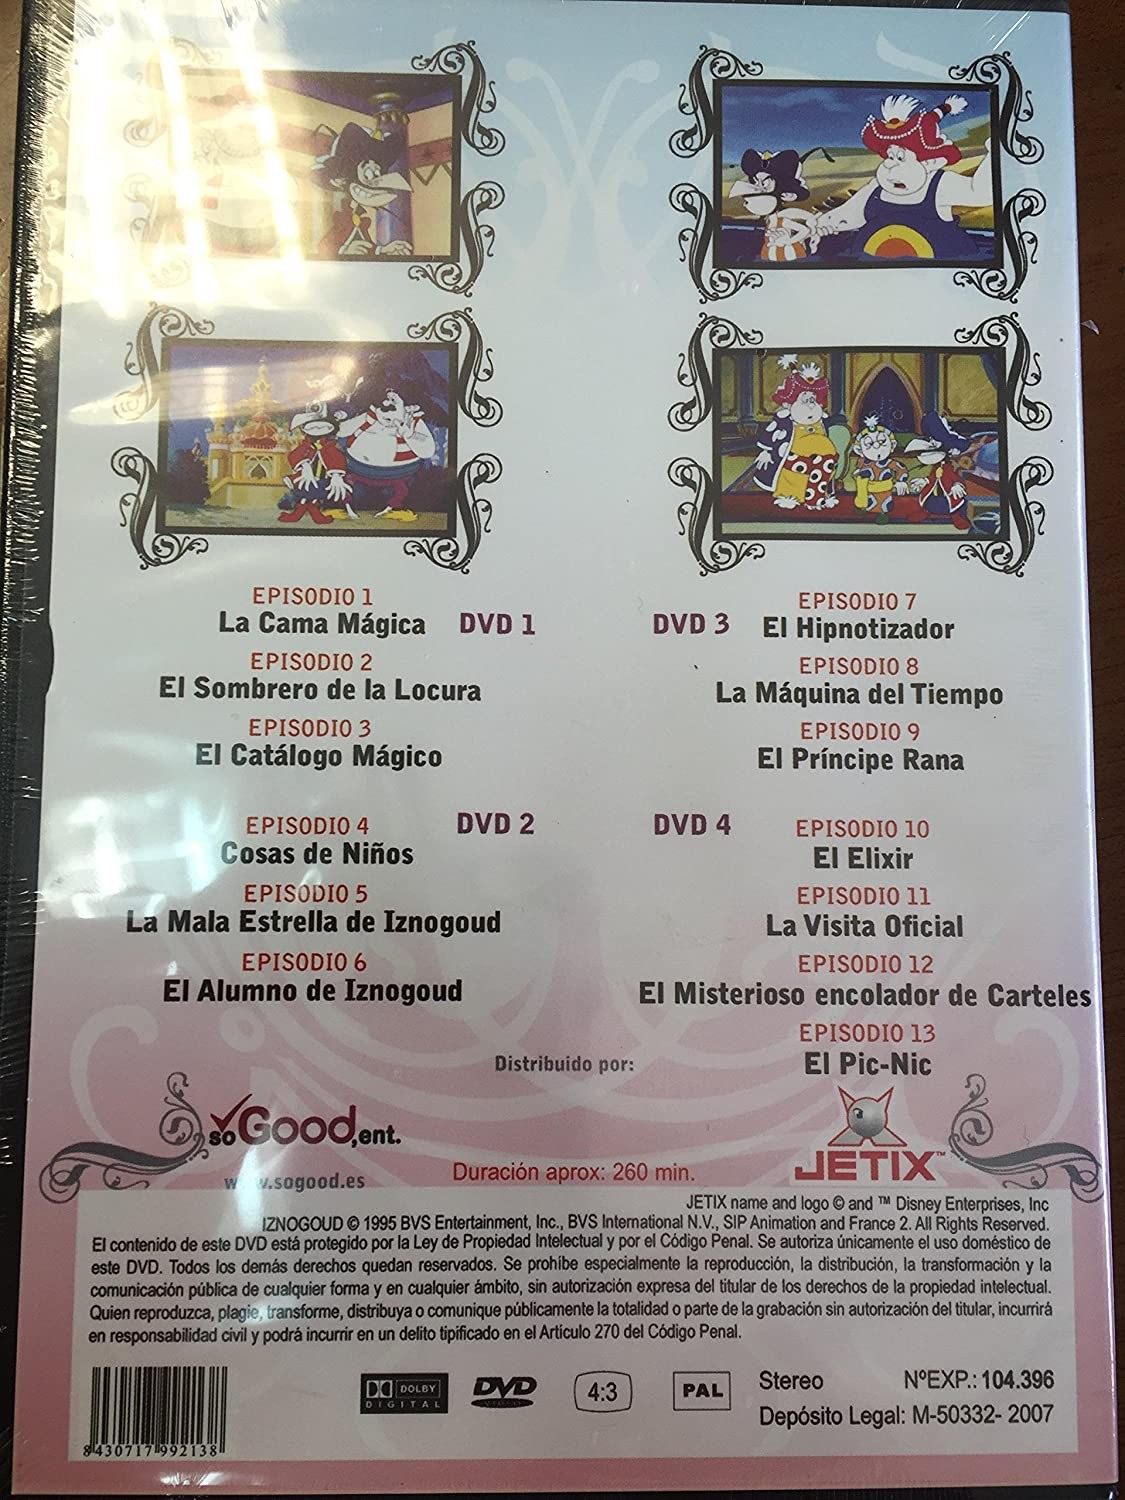 EPISODIO 1
La Cama Mágica
DVD 1
EPISODIO 2
El Sombrero de la Locura
EPISODIO 3
El Catálogo Mágico
EPISODIO 4
DVD 2
Cosas de Niños
EPISODIO 5
La Mala Estrella de Iznogoud
EPISODIO 6
El Alumno de Iznogoud
EPISODIO 7
DVD 3
El Hipnotizador
EPISODIO 8
La Máquina del Tiempo
EPISODIO 9
El Príncipe Rana
DVD 4
EPISODIO 10
El Elixir
EPISODIO 11
La Visita Oficial
EPISODIO 12
El Misterioso encolador de Carteles
EPISODIO 13
El Pic-Nic
Distribuido por:
soGood,ent.
.sogood.es
Duración aprox: 260 min.
JETIX™
JETIX name and logo © and ™ Disney Enterprises, Inc
IZNOGOUD © 1995 BVS Entertainment, Inc., BVS International N.V., SIP Animation and France 2. All Rights Reserved.
El contenido de este DVD está protegido por la Ley de Propiedad Intelectual y por el Código Penal. Se autoriza únicamente el uso doméstico de
este DVD. Todos los demás derechos quedan reservados. Se prohíbe especialmente la reproducción, la distribución, la transformación y la
comunicación pública de cualquier forma y en cualquier ámbito, sin autorización expresa del titular de los derechos de la propiedad intelectual.
Quien reproduzca, plagie, transforme, distribuya o comunique públicamente la totalidad o parte de la grabación sin autorización del titular, incurrirá
en responsabilidad civil y podrá incurrir en un delito tipificado en el Artículo 270 del Código Penal.
8430717992138
DOLBY
DIGITAL
DVD
VIDEO
4:3
PAL
Stereo
NºEXP.: 104.396
Depósito Legal: M-50332- 2007